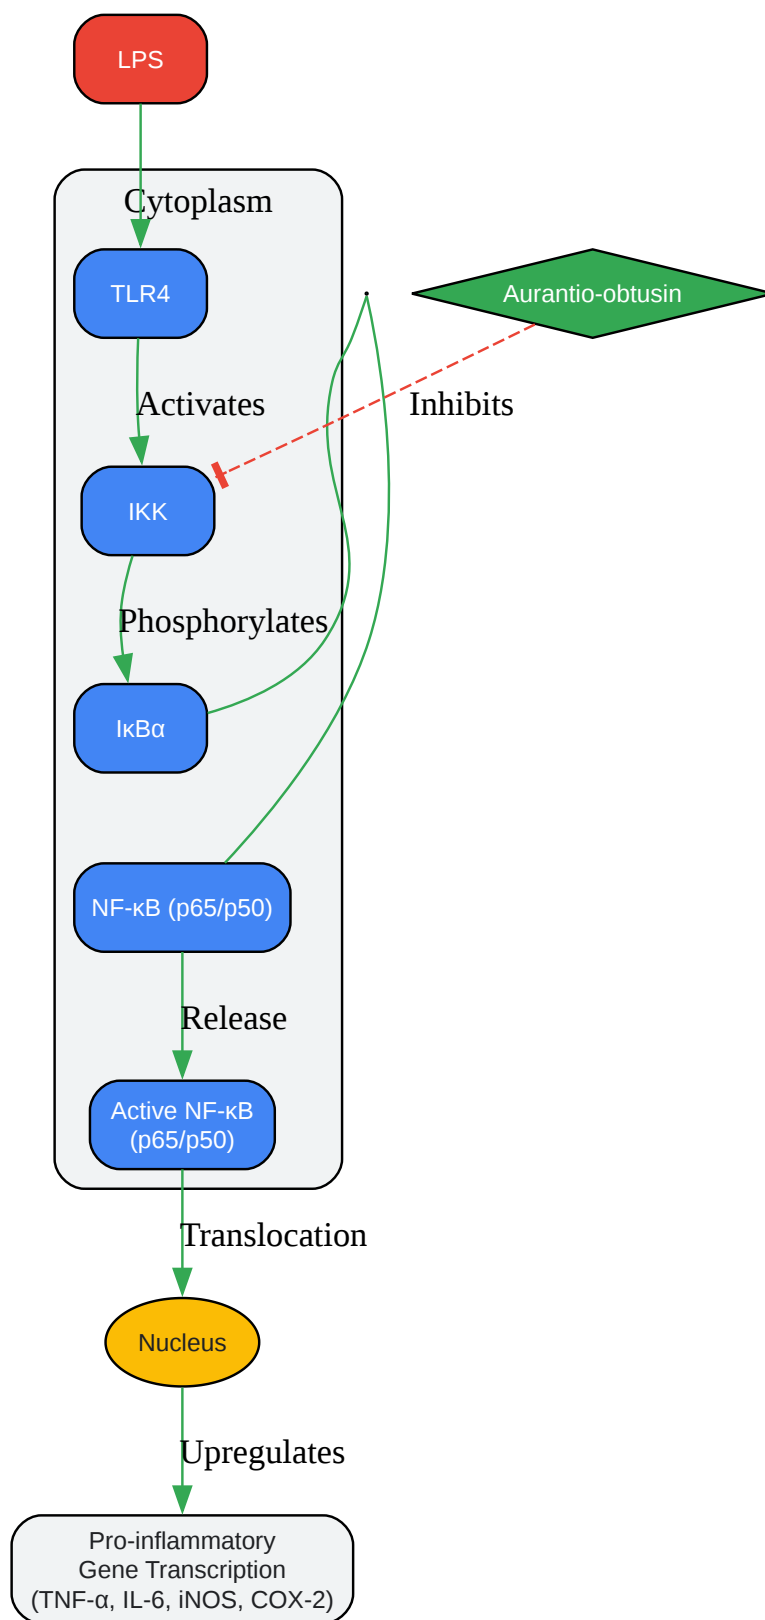 LPS
Cytoplasm
TLR4
Aurantio-obtusin
Activates
Inhibits
IKK
Phosphorylates
IκBα
NF-κB (p65/p50)
Release
Active NF-κB
(p65/p50)
Translocation
Nucleus
Upregulates
Pro-inflammatory
Gene Transcription
(TNF-α, IL-6, iNOS, COX-2)